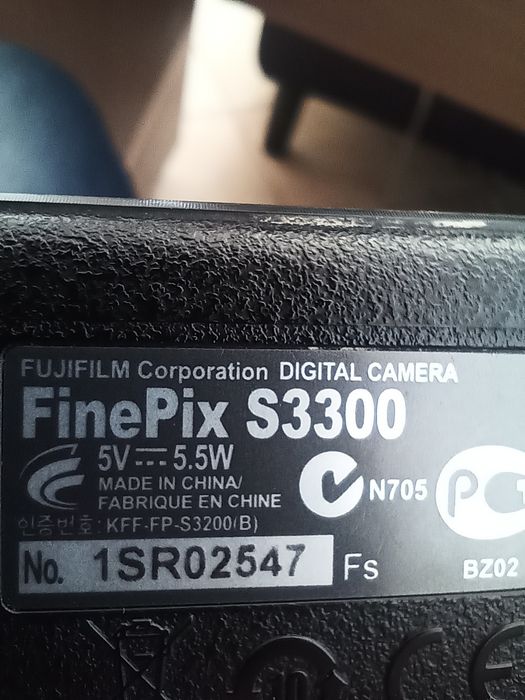 FUJIFILM Corporation DIGITAL CAMERA
FinePix S3300
5V⎓5.5W
MADE IN CHINA/
FABRIQUE EN CHINE
N705
인증번호: KFF-FP-S3200(B)
No. 1SR02547 Fs
BZ02